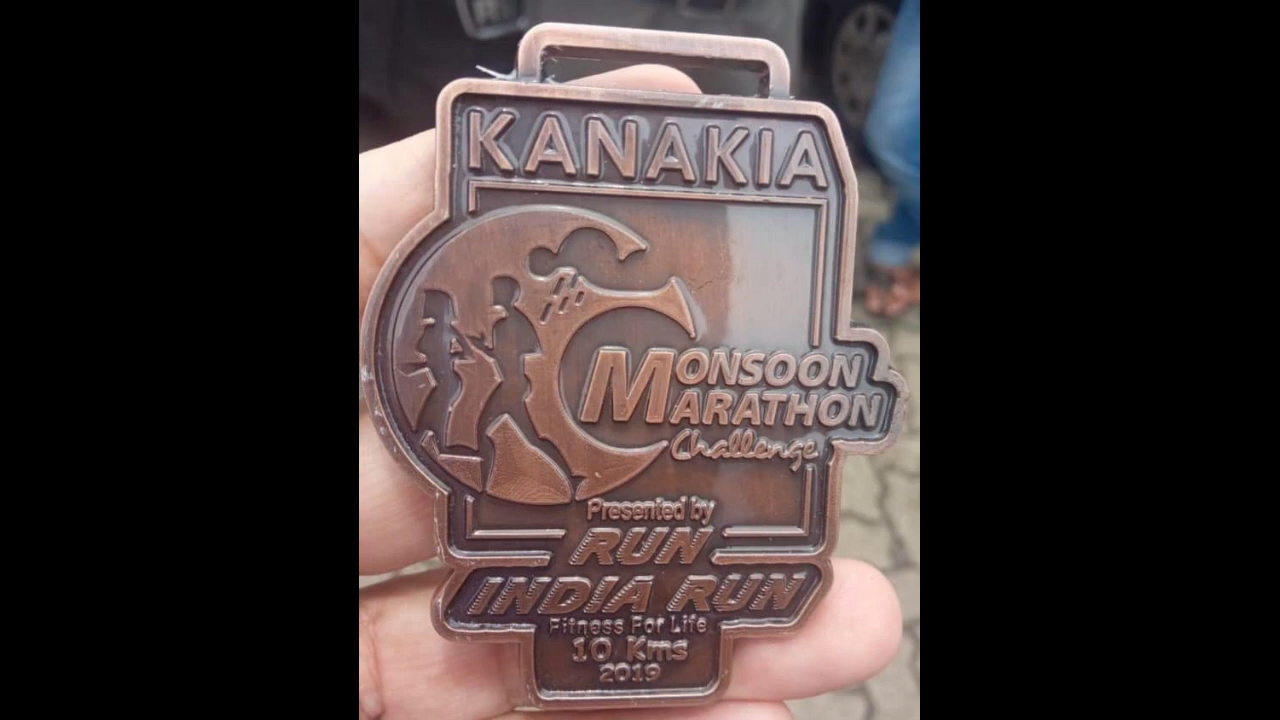 KANAKIA
MONSOON
MARATHON
Challenge
Presented by
RUN
INDIA RUN
Fitness For Life
10 Kms
2019